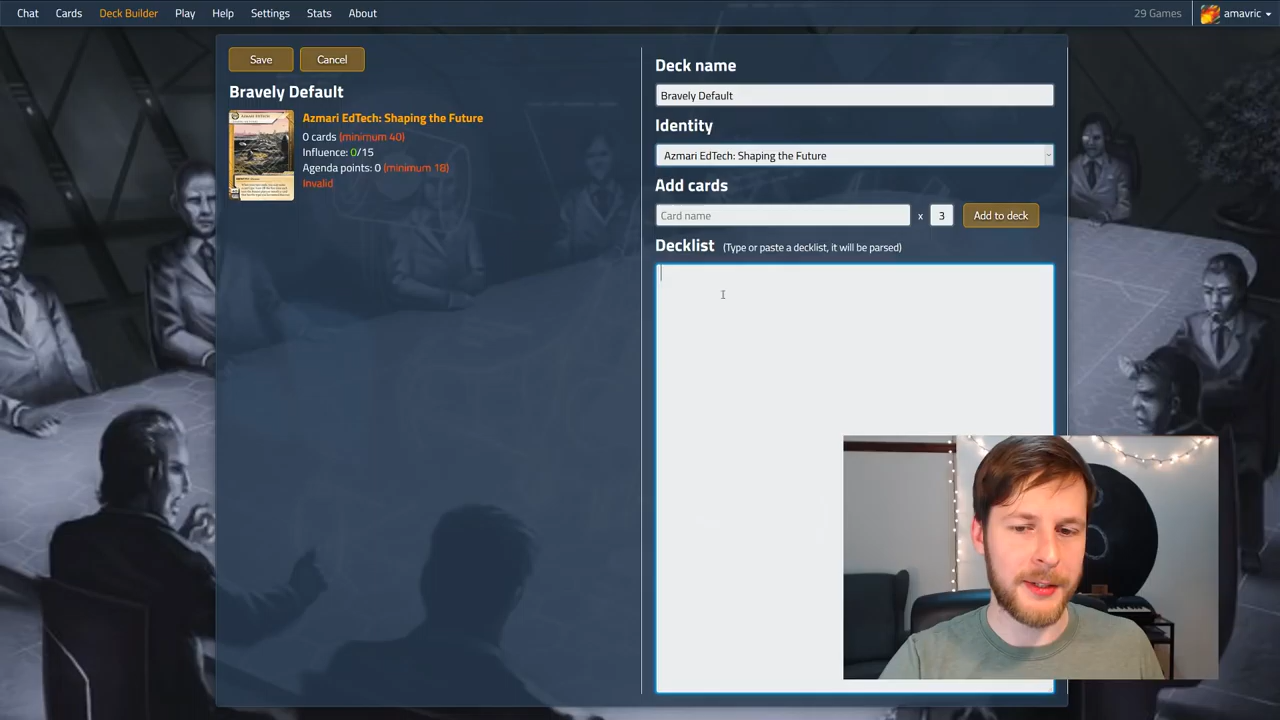 Chat Cards Deck Builder Play Help Settings Stats About 29 Games amavric
Save Cancel
Bravely Default
Azmari EdTech: Shaping the Future
0 cards (minimum 40)
Influence: 0/15
Agenda points: 0 (minimum 18)
Invalid
Deck name
Bravely Default
Identity
Azmari EdTech: Shaping the Future
Add cards
Card name x 3 Add to deck
Decklist (Type or paste a decklist, it will be parsed)